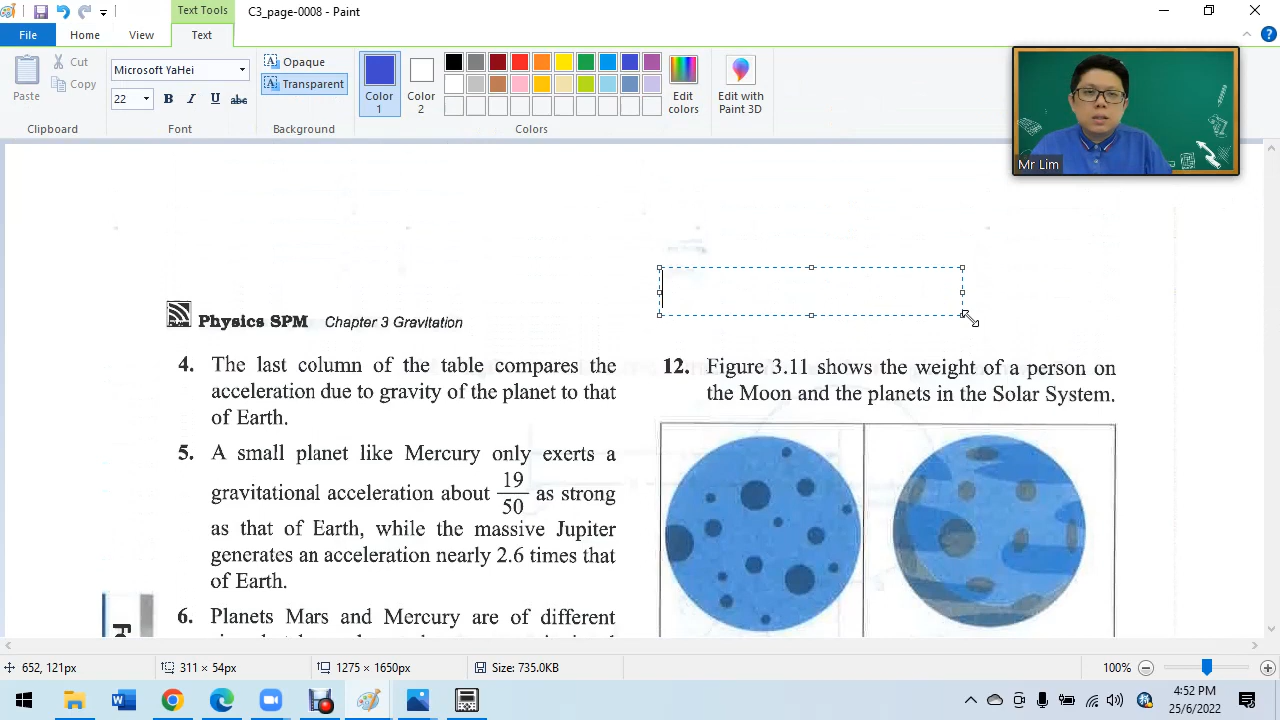 Text Tools
C3_page-0008 - Paint
File
Home
View
Text
Paste
Cut
Copy
Clipboard
Microsoft YaHei
22
B I U abc
Font
Opaque
Transparent
Background
Color 1
Color 2
Colors
Edit colors
Edit with Paint 3D
Mr Lim
Physics SPM Chapter 3 Gravitation
4. The last column of the table compares the
acceleration due to gravity of the planet to that
of Earth.
5. A small planet like Mercury only exerts a
gravitational acceleration about 19/50 as strong
as that of Earth, while the massive Jupiter
generates an acceleration nearly 2.6 times that
of Earth.
6. Planets Mars and Mercury are of different
12. Figure 3.11 shows the weight of a person on
the Moon and the planets in the Solar System.
652, 121px
311 × 54px
1275 × 1650px
Size: 735.0KB
100%
4:52 PM
25/6/2022